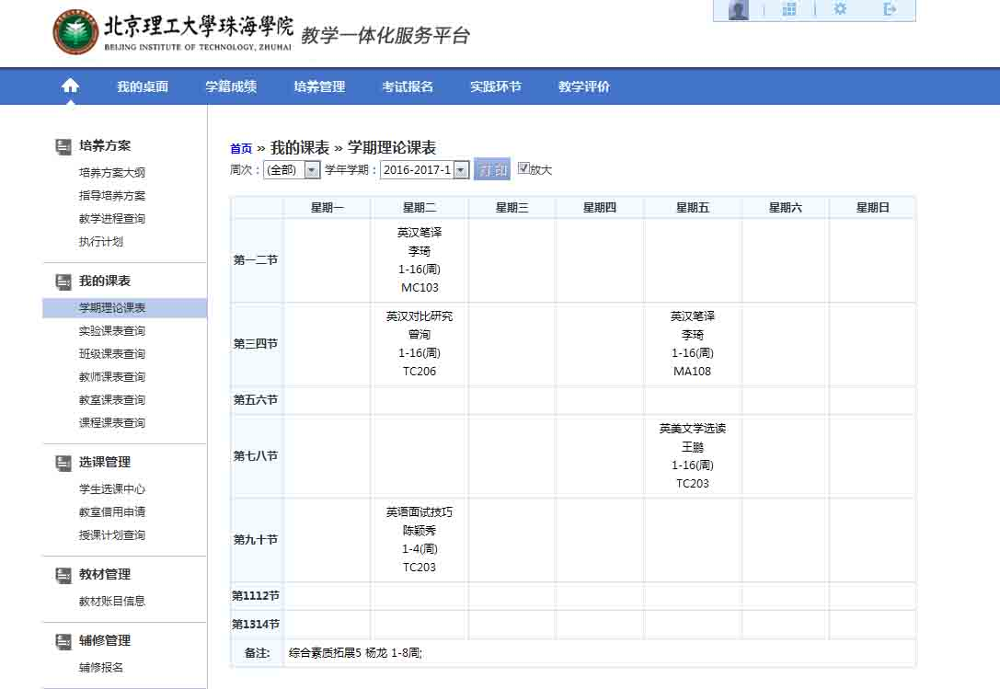 北京理工大學珠海學院
BEIJING INSTITUTE OF TECHNOLOGY, ZHUHAI
教学一体化服务平台
我的桌面 学籍成绩 培养管理 考试报名 实践环节 教学评价
培养方案
培养方案大纲
指导培养方案
教学进程查询
执行计划
我的课表
学期理论课表
实验课表查询
班级课表查询
教师课表查询
教室课表查询
课程课表查询
选课管理
学生选课中心
教室借用申请
授课计划查询
教材管理
教材账目信息
辅修管理
辅修报名
首页 » 我的课表 » 学期理论课表
周次：(全部) 学年学期：2016-2017-1 打印 放大
星期一 星期二 星期三 星期四 星期五 星期六 星期日
第一二节
英汉笔译
李琦
1-16(周)
MC103
第三四节
英汉对比研究
曾洵
1-16(周)
TC206
英汉笔译
李琦
1-16(周)
MA108
第五六节
第七八节
英美文学选读
王鹏
1-16(周)
TC203
第九十节
英语面试技巧
陈颖秀
1-4(周)
TC203
第1112节
第1314节
备注: 综合素质拓展5 杨龙 1-8周;